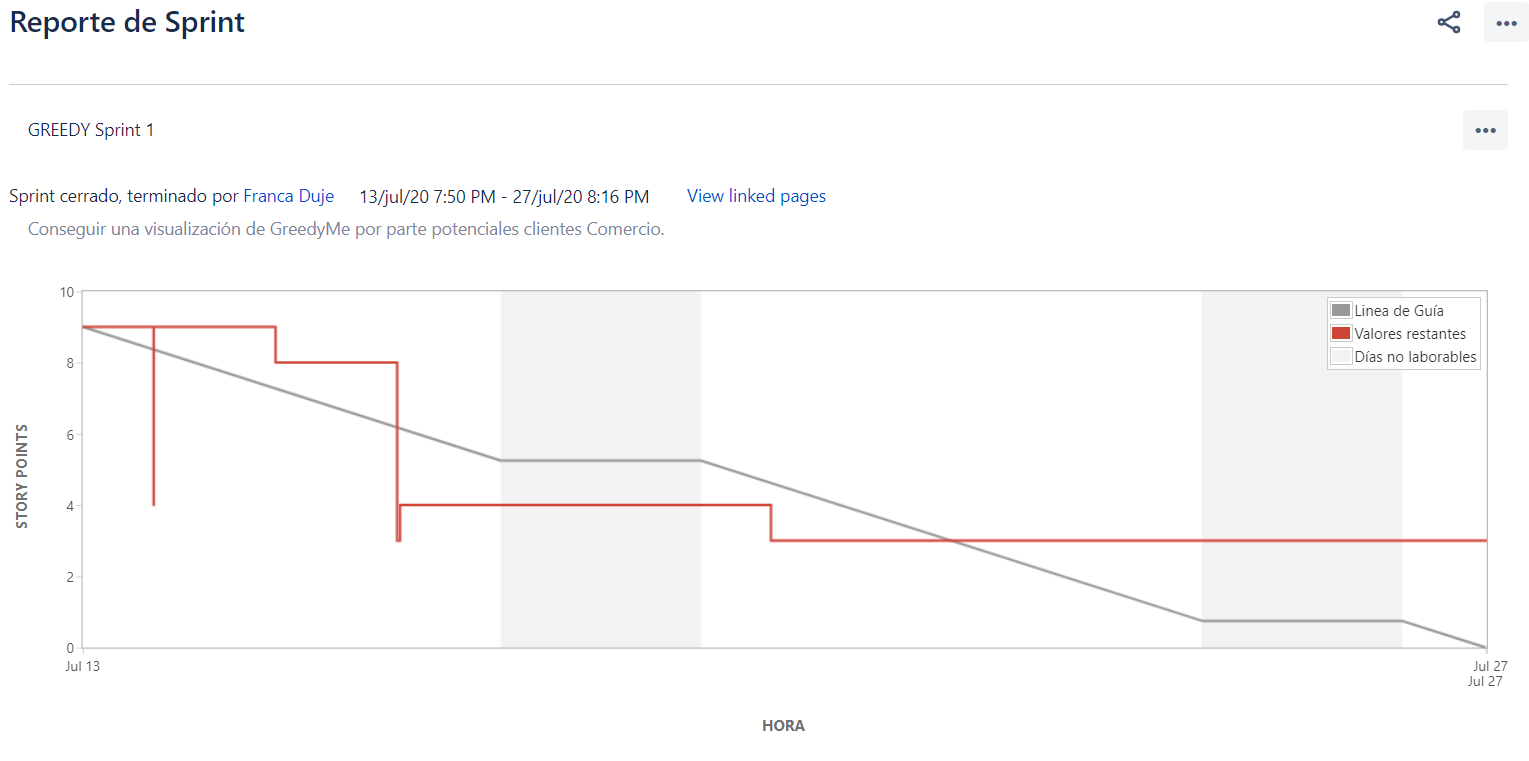 Reporte de Sprint
GREEDY Sprint 1
Sprint cerrado, terminado por Franca Duje 13/jul/20 7:50 PM - 27/jul/20 8:16 PM View linked pages
Conseguir una visualización de GreedyMe por parte potenciales clientes Comercio.
10
8
6
4
2
0
STORY POINTS
Linea de Guía
Valores restantes
Días no laborables
Jul 13
Jul 27
Jul 27
HORA